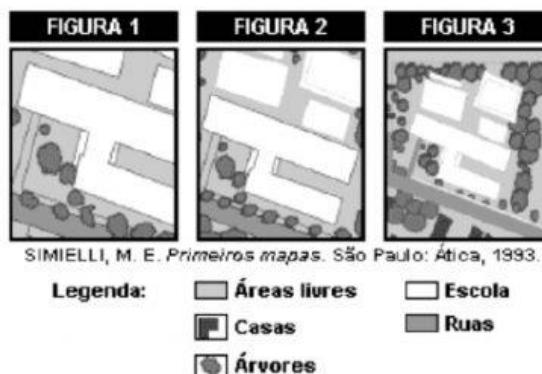 FIGURA 1
FIGURA 2
FIGURA 3
SIMIELLI, M. E. Primeiros mapas. São Paulo: Ática, 1993.
Legenda:
Áreas livres
Escola
Casas
Ruas
Árvores